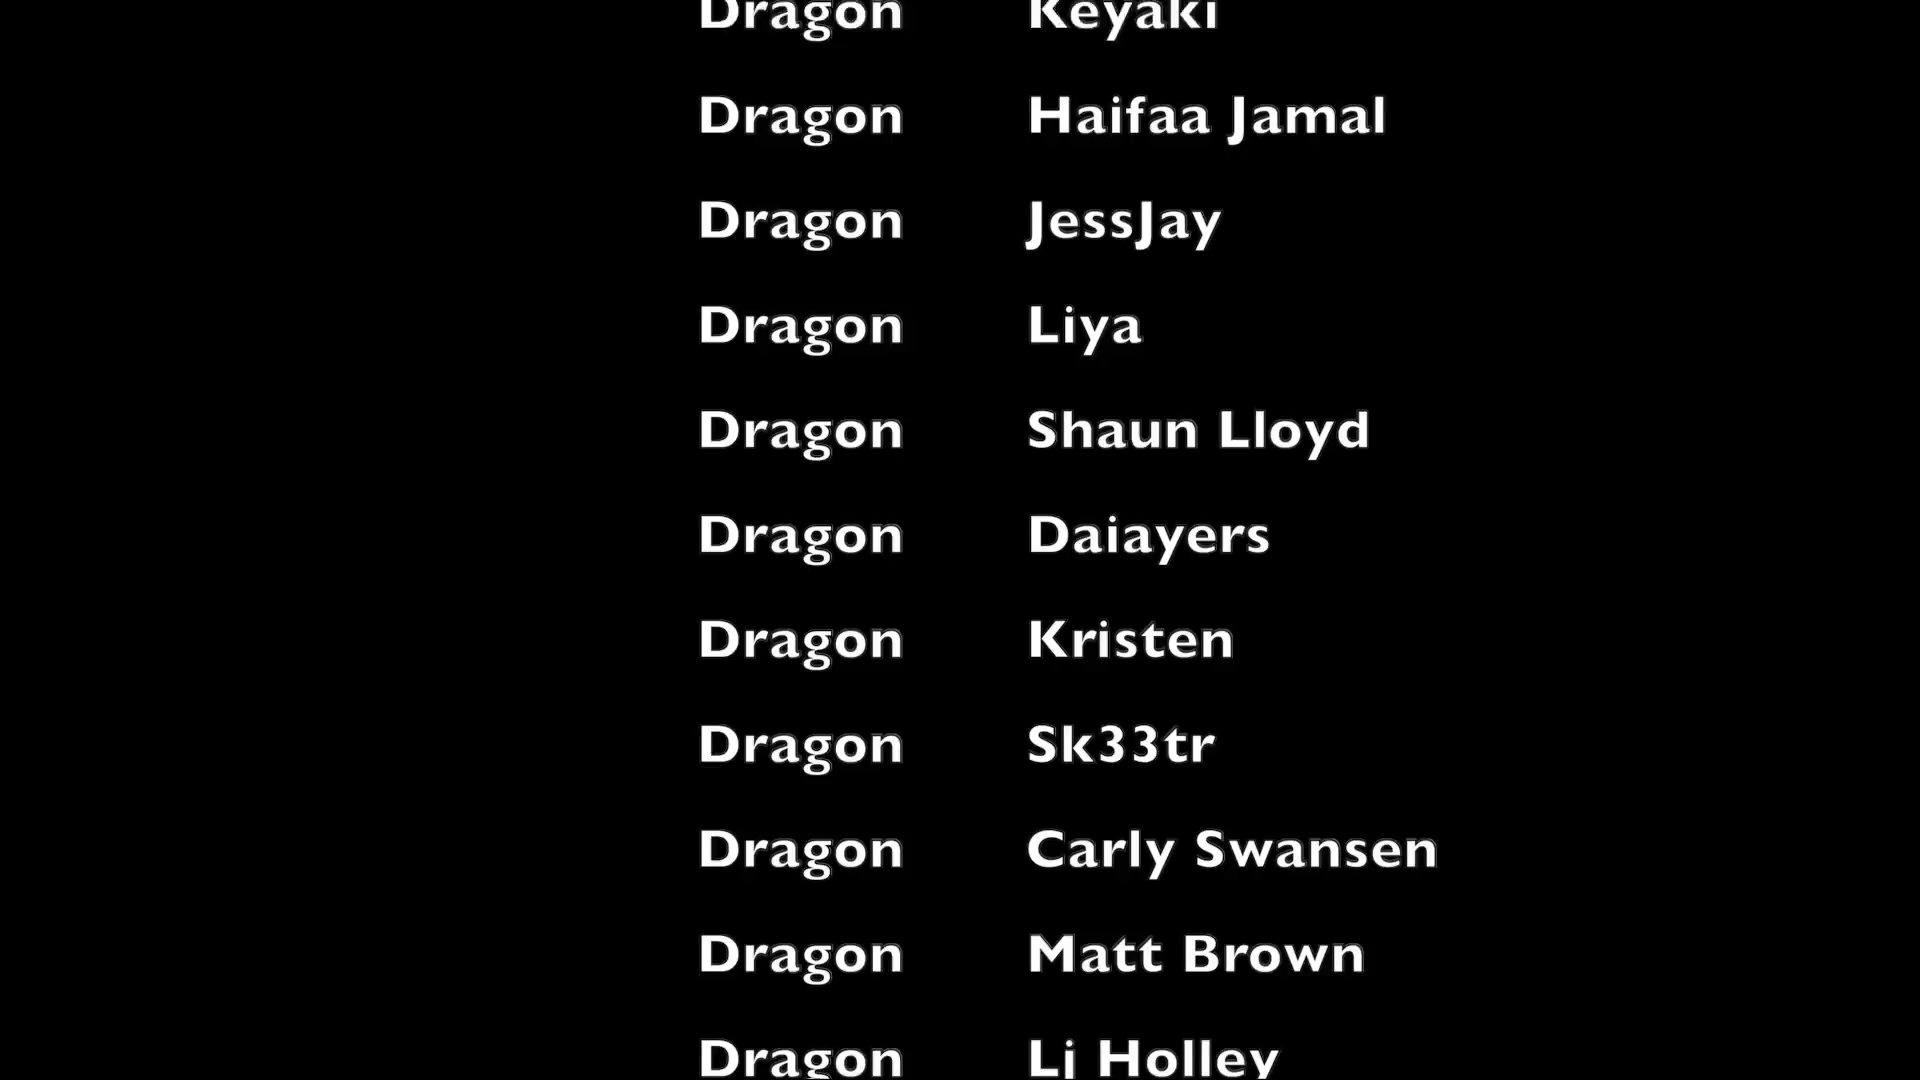 Dragon Keyaki
Dragon Haifaa Jamal
Dragon JessJay
Dragon Liya
Dragon Shaun Lloyd
Dragon Daiayers
Dragon Kristen
Dragon Sk33tr
Dragon Carly Swansen
Dragon Matt Brown
Dragon Lj Holley